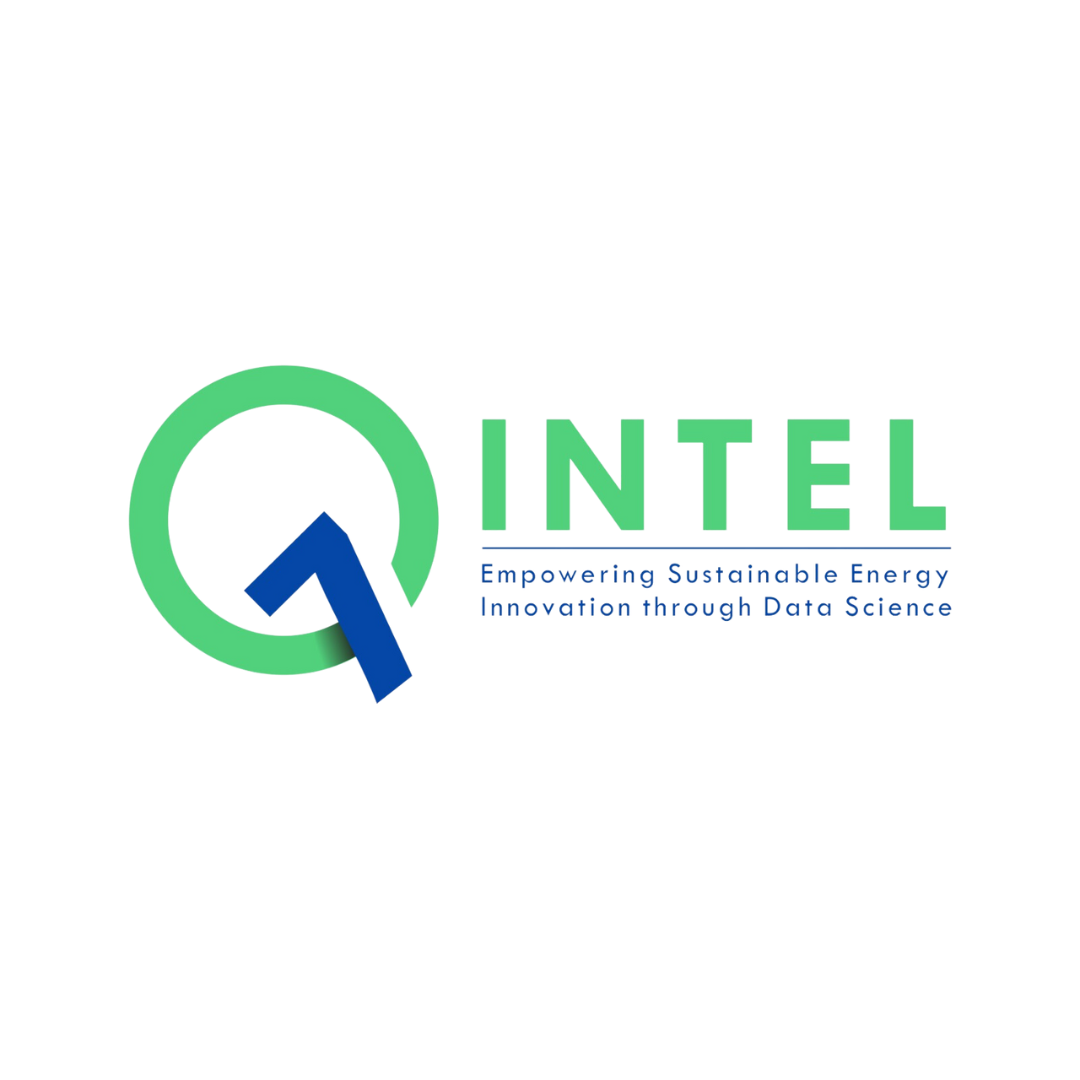 Q INTEL
Empowering Sustainable Energy
Innovation through Data Science